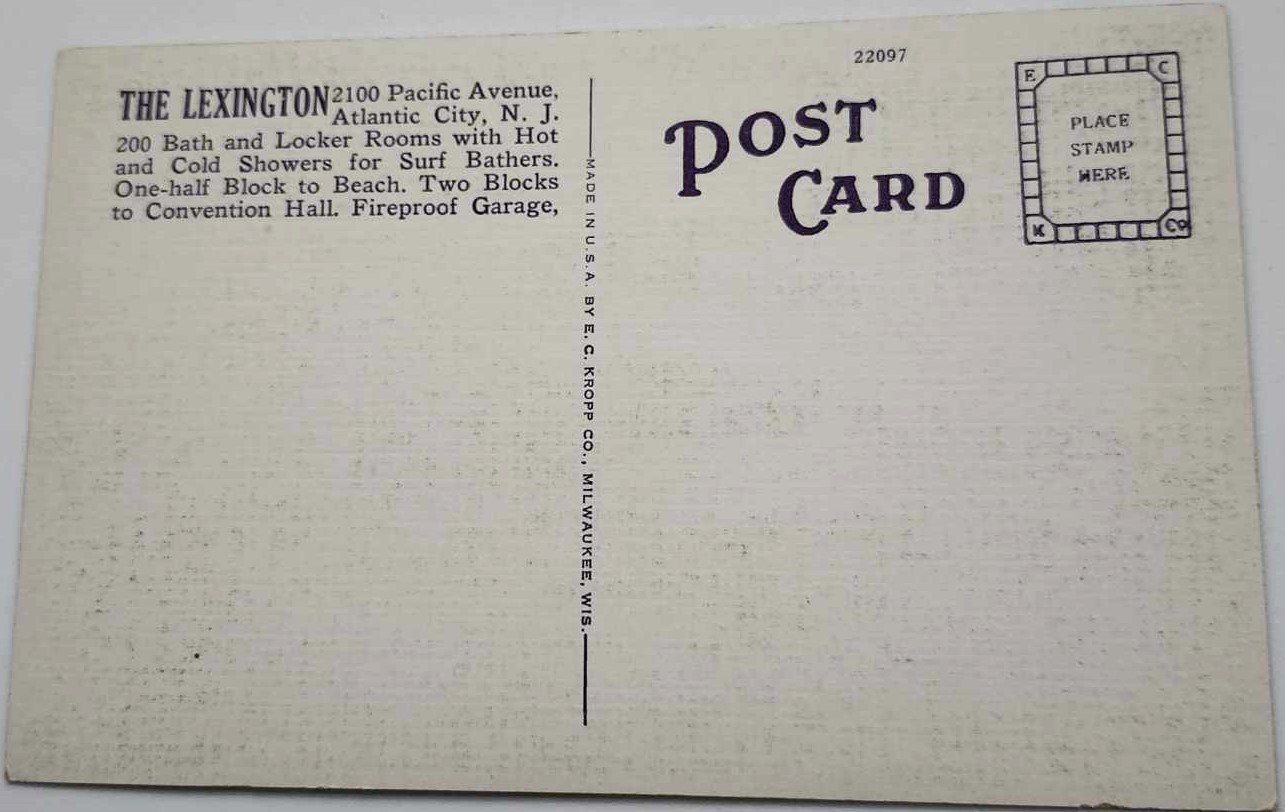 THE LEXINGTON 2100 Pacific Avenue,
Atlantic City, N. J.
200 Bath and Locker Rooms with Hot
and Cold Showers for Surf Bathers.
One-half Block to Beach. Two Blocks
to Convention Hall. Fireproof Garage,
MADE IN U.S.A. BY E. C. KROPP CO., MILWAUKEE, WIS.
22097
POST
CARD
E C
PLACE
STAMP
HERE
K CO